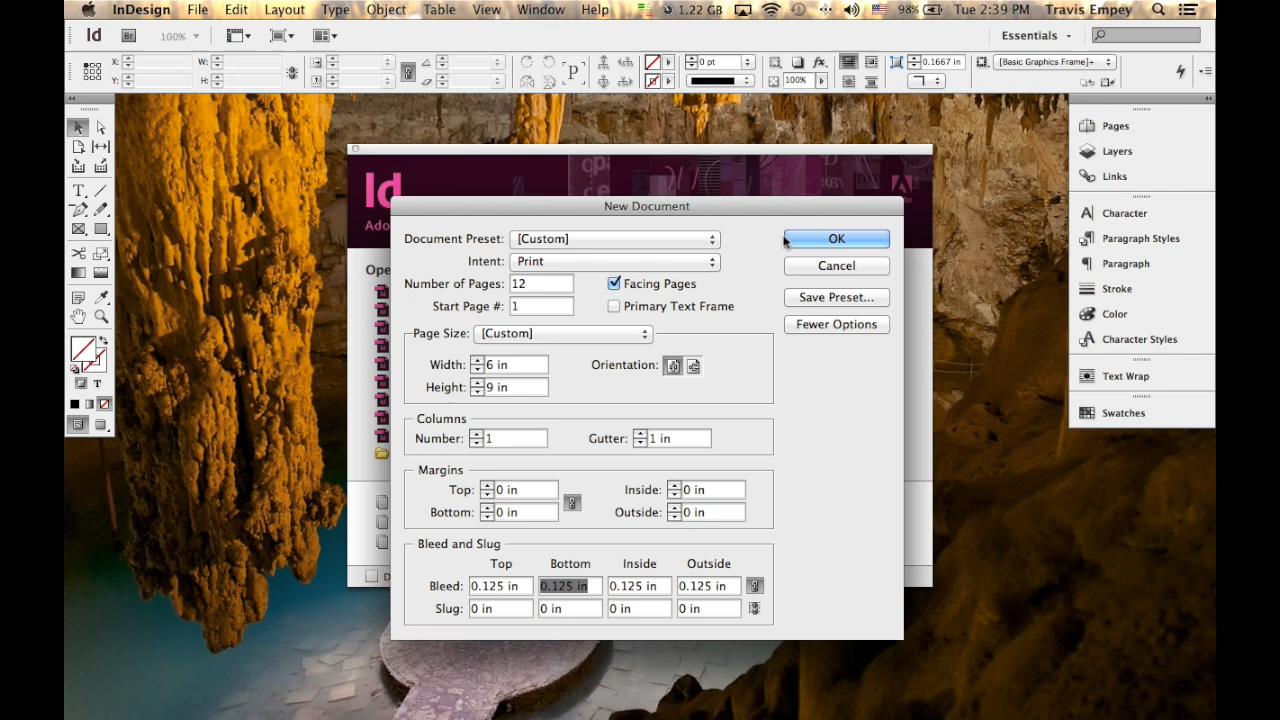 InDesign File Edit Layout Type Object Table View Window Help 1.22 GB 98% Tue 2:39 PM Travis Empey
Id Br 100% Essentials
X: W: 0 pt 0.1667 in [Basic Graphics Frame]+
Y: H: P 100%
Id
Ado
New Document
Document Preset: [Custom] OK
Intent: Print Cancel
Number of Pages: 12 Facing Pages
Start Page #: 1 Primary Text Frame
Save Preset...
Fewer Options
Page Size: [Custom]
Width: 6 in Orientation:
Height: 9 in
Columns
Number: 1 Gutter: 1 in
Margins
Top: 0 in Inside: 0 in
Bottom: 0 in Outside: 0 in
Bleed and Slug
Top Bottom Inside Outside
Bleed: 0.125 in 0.125 in 0.125 in 0.125 in
Slug: 0 in 0 in 0 in 0 in
Ope
D
T
T
Pages
Layers
Links
Character
Paragraph Styles
Paragraph
Stroke
Color
Character Styles
Text Wrap
Swatches